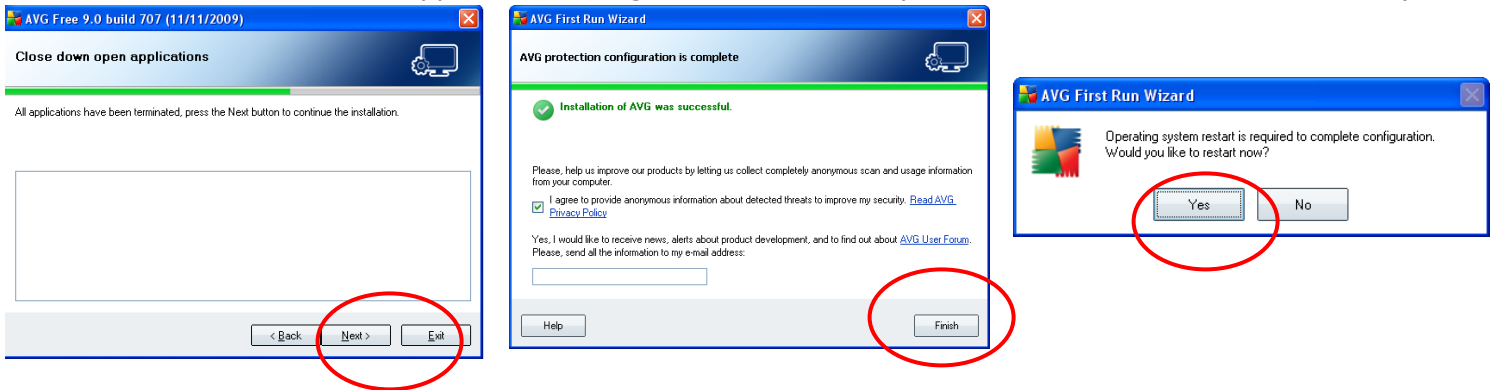 AVG Free 9.0 build 707 (11/11/2009)
Close down open applications
All applications have been terminated, press the Next button to continue the installation.
< Back
Next >
Exit
AVG First Run Wizard
AVG protection configuration is complete
Installation of AVG was successful.
Please, help us improve our products by letting us collect completely anonymous scan and usage information
from your computer.
I agree to provide anonymous information about detected threats to improve my security. Read AVG
Privacy Policy
Yes, I would like to receive news, alerts about product development, and to find out about AVG User Forum.
Please, send all the information to my e-mail address:
Help
Finish
AVG First Run Wizard
Operating system restart is required to complete configuration.
Would you like to restart now?
Yes
No